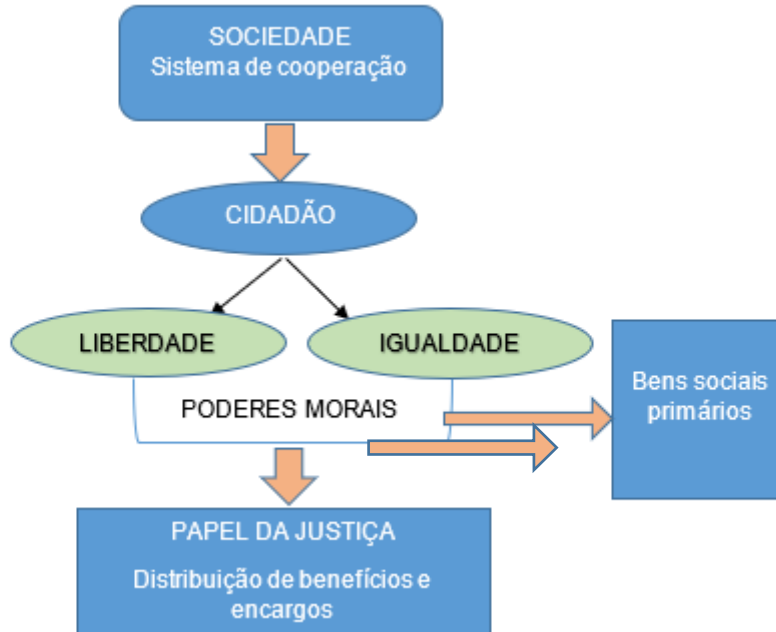 SOCIEDADE
Sistema de cooperação
CIDADÃO
LIBERDADE
IGUALDADE
PODERES MORAIS
Bens sociais
primários
PAPEL DA JUSTIÇA
Distribuição de benefícios e
encargos